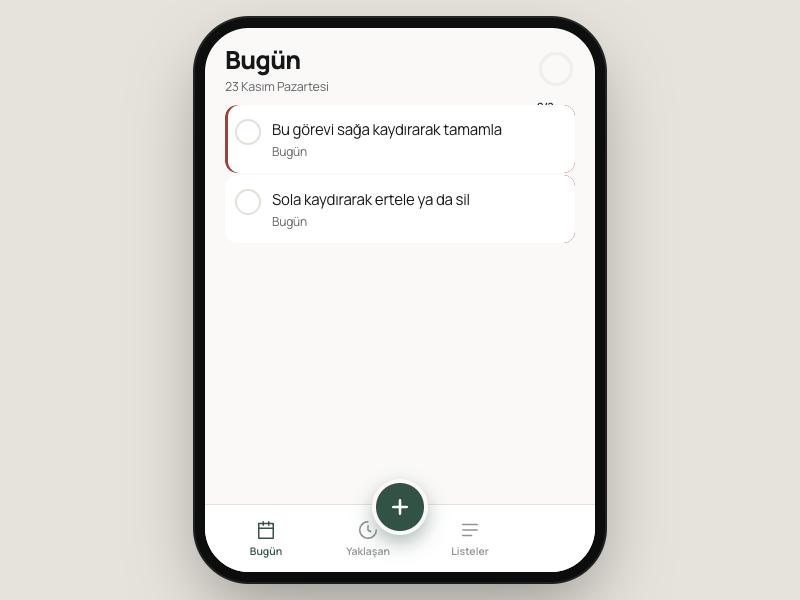 Bugün
23 Kasım Pazartesi
Bu görevi sağa kaydırarak tamamla
Bugün
Sola kaydırarak ertele ya da sil
Bugün
Bugün
Yaklaşan
Listeler